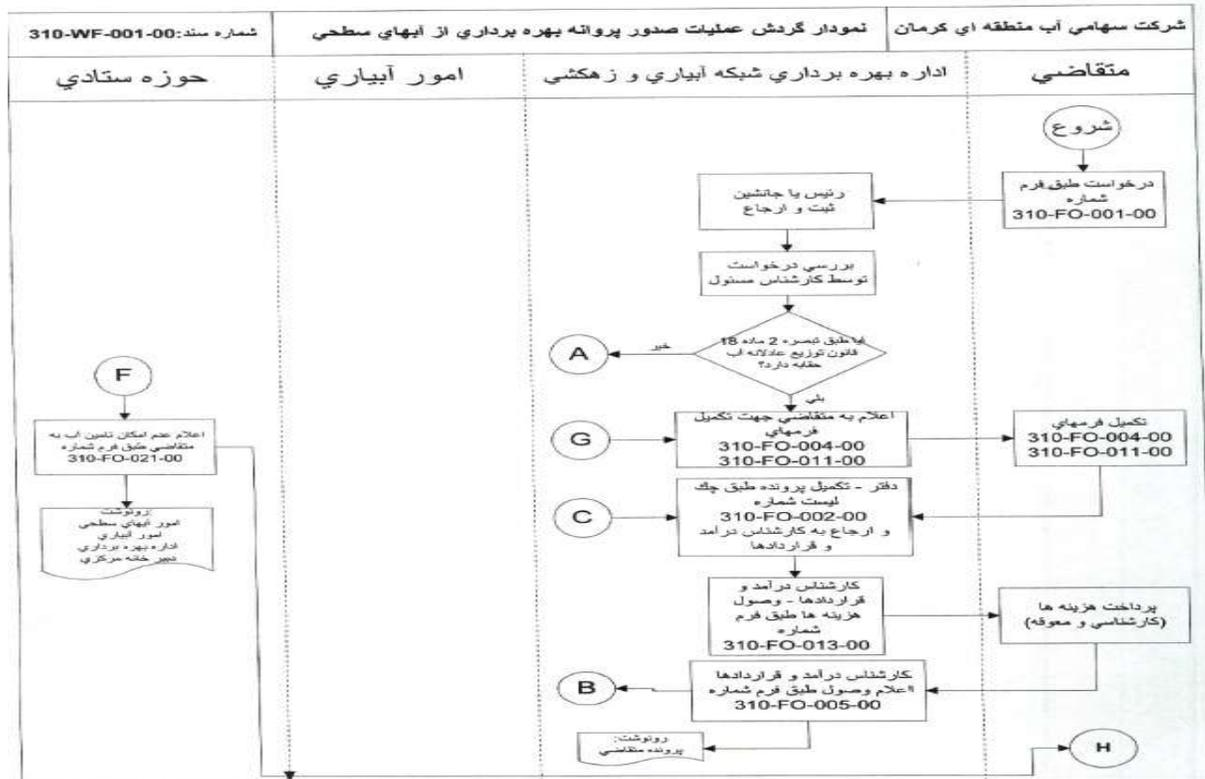 شرکت سهامي آب منطقه اي کرمان
نمودار گردش عمليات صدور پروانه بهره برداري از آبهاي سطحي
شماره سند:310-WF-001-00
متقاضي
اداره بهره برداري شبکه آبياري و زهکشي
امور آبياري
حوزه ستادي
شروع
درخواست طبق فرم
شماره
310-FO-001-00
رئيس يا جانشين
ثبت و ارجاع
بررسي درخواست
توسط کارشناس مسئول
آيا طبق تبصره 2 ماده 18
قانون توزيع عادلانه آب
حقابه دارد؟
خير
A
بلي
F
اعلام عدم امکان تامين آب به
متقاضي طبق فرم شماره
310-FO-021-00
رونوشت:
امور آبهاي سطحي
امور آبياري
اداره بهره برداري
دبير خانه مرکزي
G
اعلام به متقاضي جهت تکميل
فرمهاي
310-FO-004-00
310-FO-011-00
تکميل فرمهاي
310-FO-004-00
310-FO-011-00
C
دفتر - تکميل پرونده طبق چك
ليست شماره
310-FO-002-00
و ارجاع به کارشناس درآمد
و قراردادها
کارشناس درآمد و
قراردادها - وصول
هزينه ها طبق فرم
شماره
310-FO-013-00
پرداخت هزينه ها
(کارشناسي و معوقه)
B
کارشناس درآمد و قراردادها
اعلام وصول طبق فرم شماره
310-FO-005-00
رونوشت:
پرونده متقاضي
H